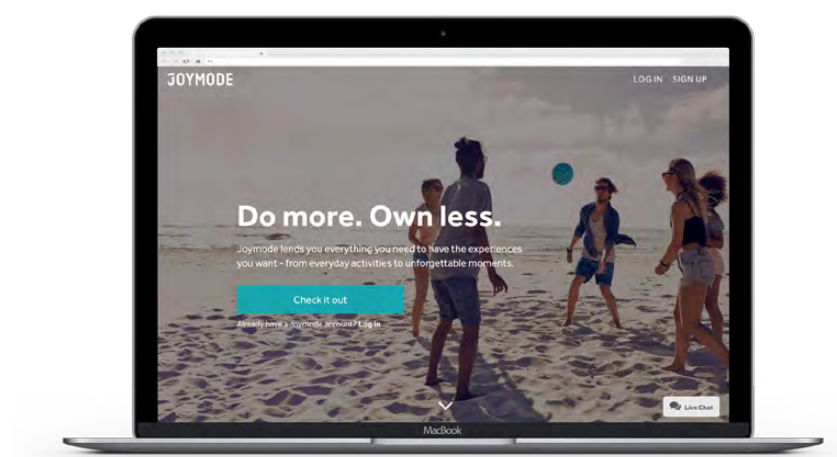 JOYMODE
LOG IN SIGN UP
Do more. Own less.
Joymode lends you everything you need to have the experiences
you want - from everyday activities to unforgettable moments.
Check it out
Already have a Joymode account? Log in
Live Chat
MacBook